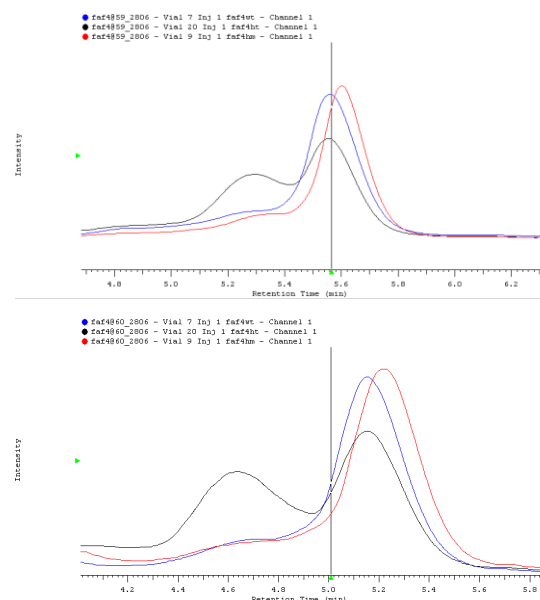 faf4@59_2806 - Vial 7 Inj 1 faf4wt - Channel 1
faf4@59_2806 - Vial 20 Inj 1 faf4ht - Channel 1
faf4@59_2806 - Vial 9 Inj 1 faf4hm - Channel 1
Intensity
4.8 5.0 5.2 5.4 5.6 5.8 6.0 6.2
Retention Time (min)
faf4@60_2806 - Vial 7 Inj 1 faf4wt - Channel 1
faf4@60_2806 - Vial 20 Inj 1 faf4ht - Channel 1
faf4@60_2806 - Vial 9 Inj 1 faf4hm - Channel 1
Intensity
4.2 4.4 4.6 4.8 5.0 5.2 5.4 5.6 5.8
Retention Time (min)